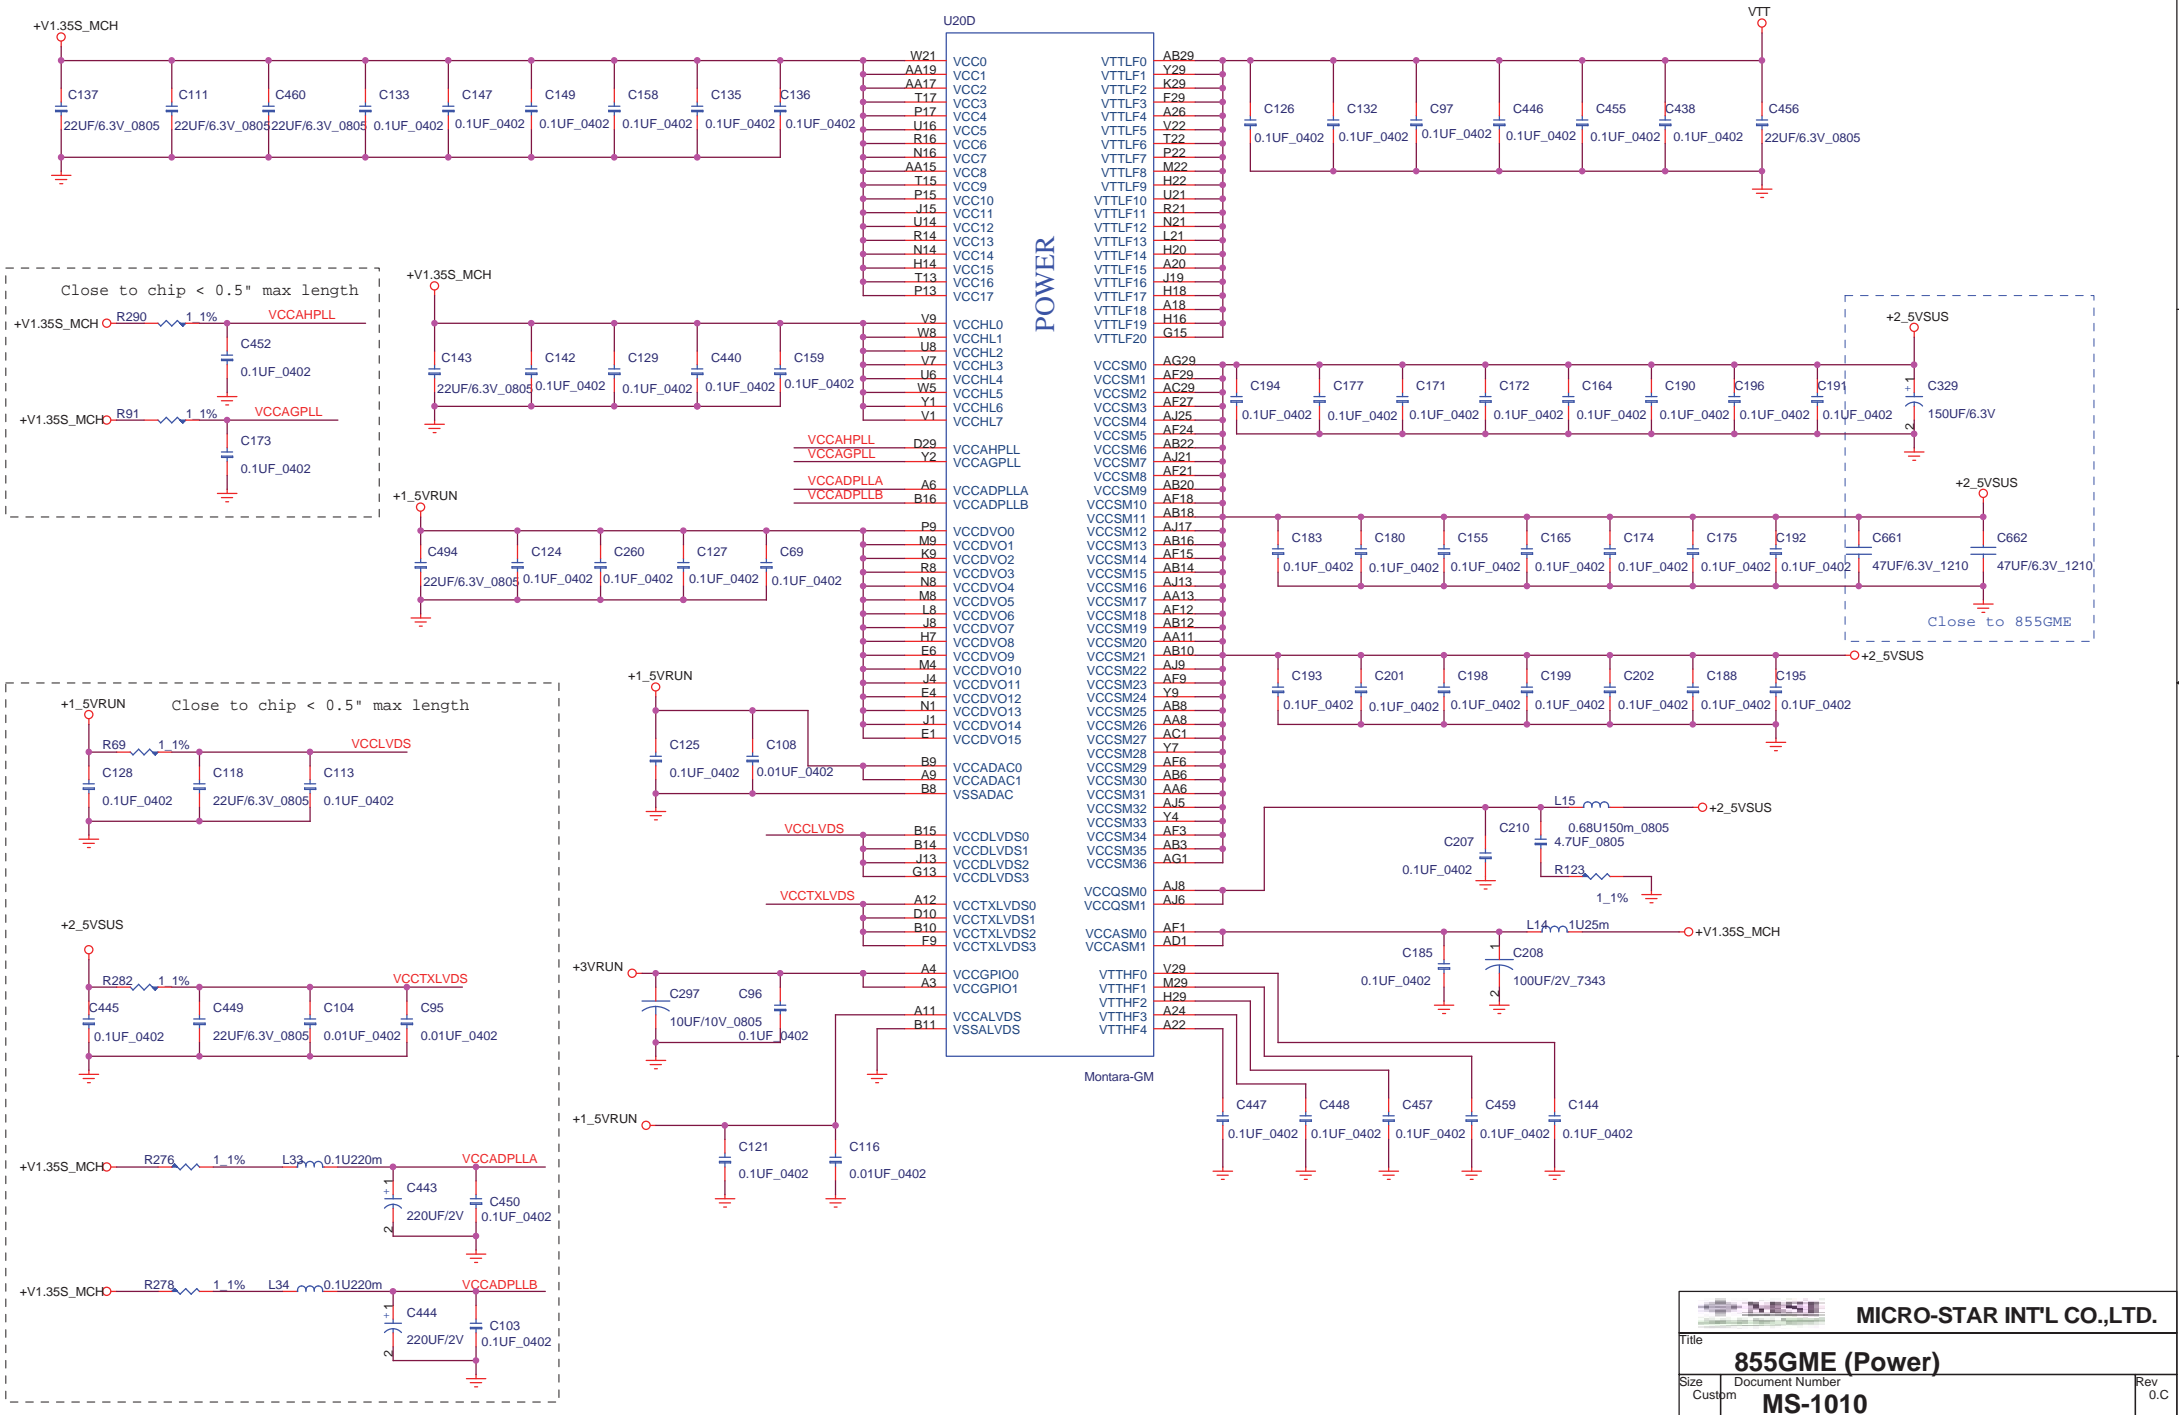 U20D
POWER
Montara-GM
+V1.35S_MCH
C137
22UF/6.3V_0805
C111
22UF/6.3V_0805
C460
22UF/6.3V_0805
C133
0.1UF_0402
C147
0.1UF_0402
C149
0.1UF_0402
C158
0.1UF_0402
C135
0.1UF_0402
C136
0.1UF_0402
W21 VCC0
AA19 VCC1
AA17 VCC2
T17 VCC3
P17 VCC4
U16 VCC5
R16 VCC6
N16 VCC7
AA15 VCC8
T15 VCC9
P15 VCC10
J15 VCC11
U14 VCC12
R14 VCC13
N14 VCC14
H14 VCC15
T13 VCC16
P13 VCC17
V9 VCCHL0
W8 VCCHL1
U8 VCCHL2
V7 VCCHL3
U6 VCCHL4
W5 VCCHL5
Y1 VCCHL6
V1 VCCHL7
VCCAHPLL D29 VCCAHPLL
VCCAGPLL Y2 VCCAGPLL
VCCADPLLA A6 VCCADPLLA
VCCADPLLB B16 VCCADPLLB
P9 VCCDVO0
M9 VCCDVO1
K9 VCCDVO2
R8 VCCDVO3
N8 VCCDVO4
M8 VCCDVO5
L8 VCCDVO6
J8 VCCDVO7
H7 VCCDVO8
E6 VCCDVO9
M4 VCCDVO10
J4 VCCDVO11
E4 VCCDVO12
N1 VCCDVO13
J1 VCCDVO14
E1 VCCDVO15
B9 VCCADAC0
A9 VCCADAC1
B8 VSSADAC
VCCLVDS B15 VCCDLVDS0
B14 VCCDLVDS1
J13 VCCDLVDS2
G13 VCCDLVDS3
VCCTXLVDS A12 VCCTXLVDS0
D10 VCCTXLVDS1
B10 VCCTXLVDS2
F9 VCCTXLVDS3
A4 VCCGPIO0
A3 VCCGPIO1
A11 VCCALVDS
B11 VSSALVDS
VTTLF0 AB29
VTTLF1 Y29
VTTLF2 K29
VTTLF3 F29
VTTLF4 A26
VTTLF5 V22
VTTLF6 T22
VTTLF7 P22
VTTLF8 M22
VTTLF9 H22
VTTLF10 U21
VTTLF11 R21
VTTLF12 N21
VTTLF13 L21
VTTLF14 H20
VTTLF15 A20
VTTLF16 J19
VTTLF17 H18
VTTLF18 A18
VTTLF19 H16
VTTLF20 G15
VCCSM0 AG29
VCCSM1 AF29
VCCSM2 AC29
VCCSM3 AF27
VCCSM4 AJ25
VCCSM5 AF24
VCCSM6 AB22
VCCSM7 AJ21
VCCSM8 AF21
VCCSM9 AB20
VCCSM10 AF18
VCCSM11 AB18
VCCSM12 AJ17
VCCSM13 AB16
VCCSM14 AF15
VCCSM15 AB14
VCCSM16 AJ13
VCCSM17 AA13
VCCSM18 AF12
VCCSM19 AB12
VCCSM20 AA11
VCCSM21 AB10
VCCSM22 AJ9
VCCSM23 AF9
VCCSM24 Y9
VCCSM25 AB8
VCCSM26 AA8
VCCSM27 AC1
VCCSM28 Y7
VCCSM29 AF6
VCCSM30 AB6
VCCSM31 AA6
VCCSM32 AJ5
VCCSM33 Y4
VCCSM34 AF3
VCCSM35 AB3
VCCSM36 AG1
VCCQSM0 AJ8
VCCQSM1 AJ6
VCCASM0 AF1
VCCASM1 AD1
VTTHF0 V29
VTTHF1 M29
VTTHF2 H29
VTTHF3 A24
VTTHF4 A22
VTT
C126
0.1UF_0402
C132
0.1UF_0402
C97
0.1UF_0402
C446
0.1UF_0402
C455
0.1UF_0402
C438
0.1UF_0402
C456
22UF/6.3V_0805
Close to chip < 0.5" max length
+V1.35S_MCH R290 1_1% VCCAHPLL
C452
0.1UF_0402
+V1.35S_MCH R91 1_1% VCCAGPLL
C173
0.1UF_0402
+V1.35S_MCH
C143
22UF/6.3V_0805
C142
0.1UF_0402
C129
0.1UF_0402
C440
0.1UF_0402
C159
0.1UF_0402
+1_5VRUN
C494
22UF/6.3V_0805
C124
0.1UF_0402
C260
0.1UF_0402
C127
0.1UF_0402
C69
0.1UF_0402
+2_5VSUS
C194
0.1UF_0402
C177
0.1UF_0402
C171
0.1UF_0402
C172
0.1UF_0402
C164
0.1UF_0402
C190
0.1UF_0402
C196
0.1UF_0402
C191
0.1UF_0402
+ 1
C329
150UF/6.3V
2
+2_5VSUS
C183
0.1UF_0402
C180
0.1UF_0402
C155
0.1UF_0402
C165
0.1UF_0402
C174
0.1UF_0402
C175
0.1UF_0402
C192
0.1UF_0402
C661
47UF/6.3V_1210
C662
47UF/6.3V_1210
Close to 855GME
+2_5VSUS
C193
0.1UF_0402
C201
0.1UF_0402
C198
0.1UF_0402
C199
0.1UF_0402
C202
0.1UF_0402
C188
0.1UF_0402
C195
0.1UF_0402
+1_5VRUN
Close to chip < 0.5" max length
R69 1_1% VCCLVDS
C128
0.1UF_0402
C118
22UF/6.3V_0805
C113
0.1UF_0402
+1_5VRUN
C125
0.1UF_0402
C108
0.01UF_0402
L15
+2_5VSUS
0.68U150m_0805
C207
0.1UF_0402
C210
4.7UF_0805
R123
1_1%
+2_5VSUS
R282 1_1% VCCTXLVDS
C445
0.1UF_0402
C449
22UF/6.3V_0805
C104
0.01UF_0402
C95
0.01UF_0402
+3VRUN
C297
10UF/10V_0805
C96
0.1UF_0402
L14 1U25m +V1.35S_MCH
C185
0.1UF_0402
1
C208
100UF/2V_7343
2
+1_5VRUN
C121
0.1UF_0402
C116
0.01UF_0402
C447
0.1UF_0402
C448
0.1UF_0402
C457
0.1UF_0402
C459
0.1UF_0402
C144
0.1UF_0402
+V1.35S_MCH R276 1_1% L33 0.1U220m VCCADPLLA
+ 1
C443
220UF/2V
2
C450
0.1UF_0402
+V1.35S_MCH R278 1_1% L34 0.1U220m VCCADPLLB
+ 1
C444
220UF/2V
2
C103
0.1UF_0402
MSI MICRO-STAR INT'L CO.,LTD.
Title
855GME (Power)
Size
Custom
Document Number
MS-1010
Rev
0.C